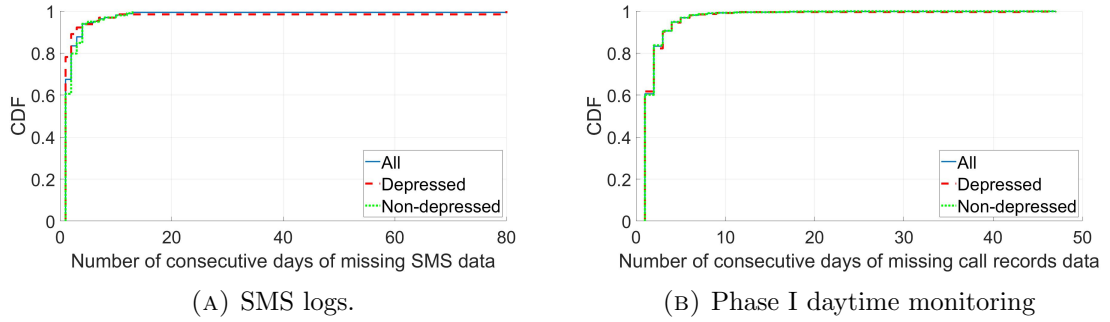 1
0.8
0.6
0.4
0.2
0
CDF
All
Depressed
Non-depressed
0 20 40 60 80
Number of consecutive days of missing SMS data
(A) SMS logs.
1
0.8
0.6
0.4
0.2
0
CDF
All
Depressed
Non-depressed
0 10 20 30 40 50
Number of consecutive days of missing call records data
(B) Phase I daytime monitoring